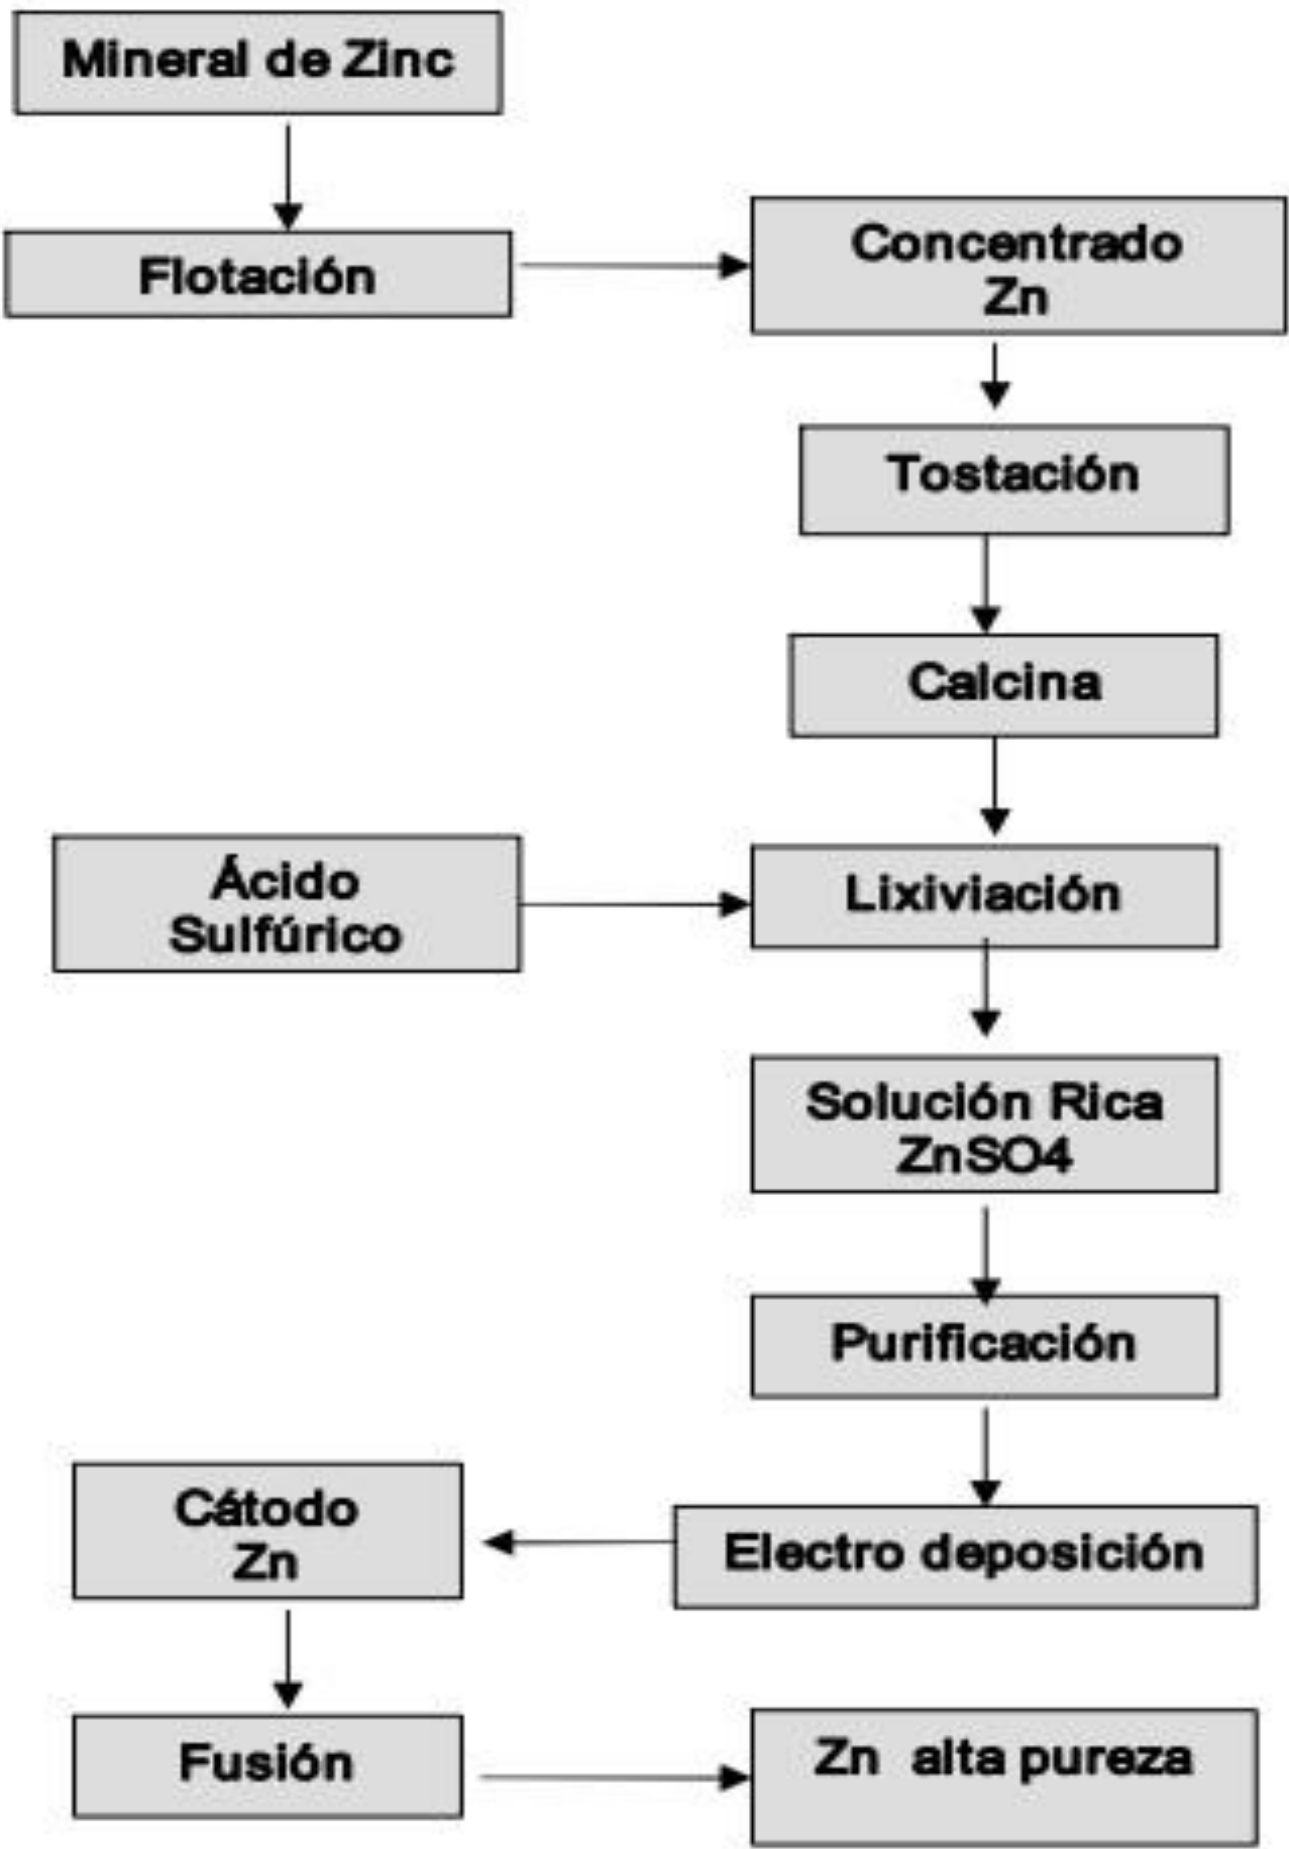 Mineral de Zinc
Flotación
Concentrado
Zn
Tostación
Calcina
Ácido
Sulfúrico
Lixiviación
Solución Rica
ZnSO4
Purificación
Electro deposición
Cátodo
Zn
Fusión
Zn alta pureza